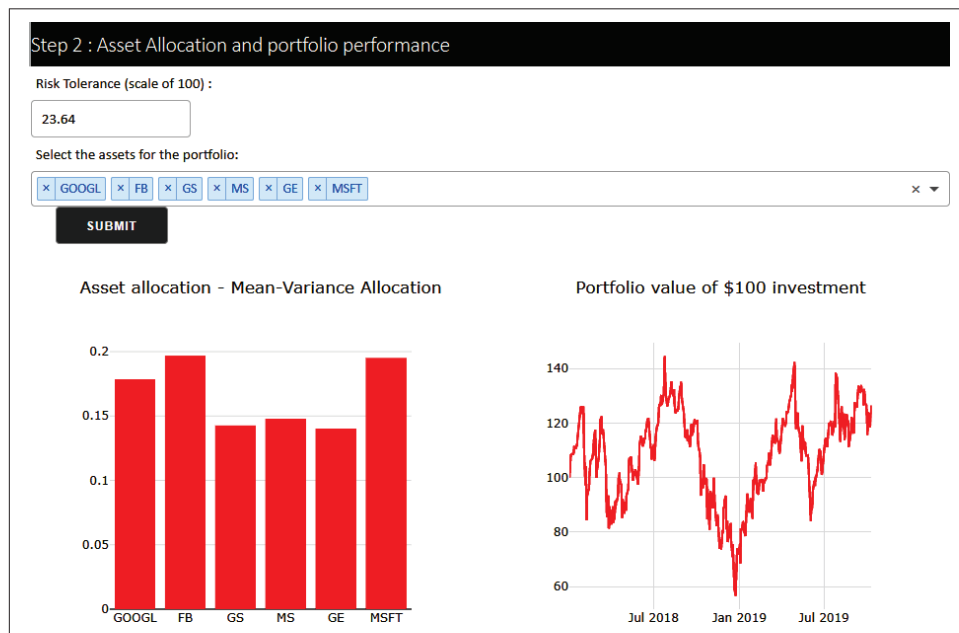 Step 2 : Asset Allocation and portfolio performance
Risk Tolerance (scale of 100) :
23.64
Select the assets for the portfolio:
× GOOGL × FB × GS × MS × GE × MSFT ×
SUBMIT
Asset allocation - Mean-Variance Allocation
0.2
0.15
0.1
0.05
0
GOOGL FB GS MS GE MSFT
Portfolio value of $100 investment
140
120
100
80
60
Jul 2018 Jan 2019 Jul 2019